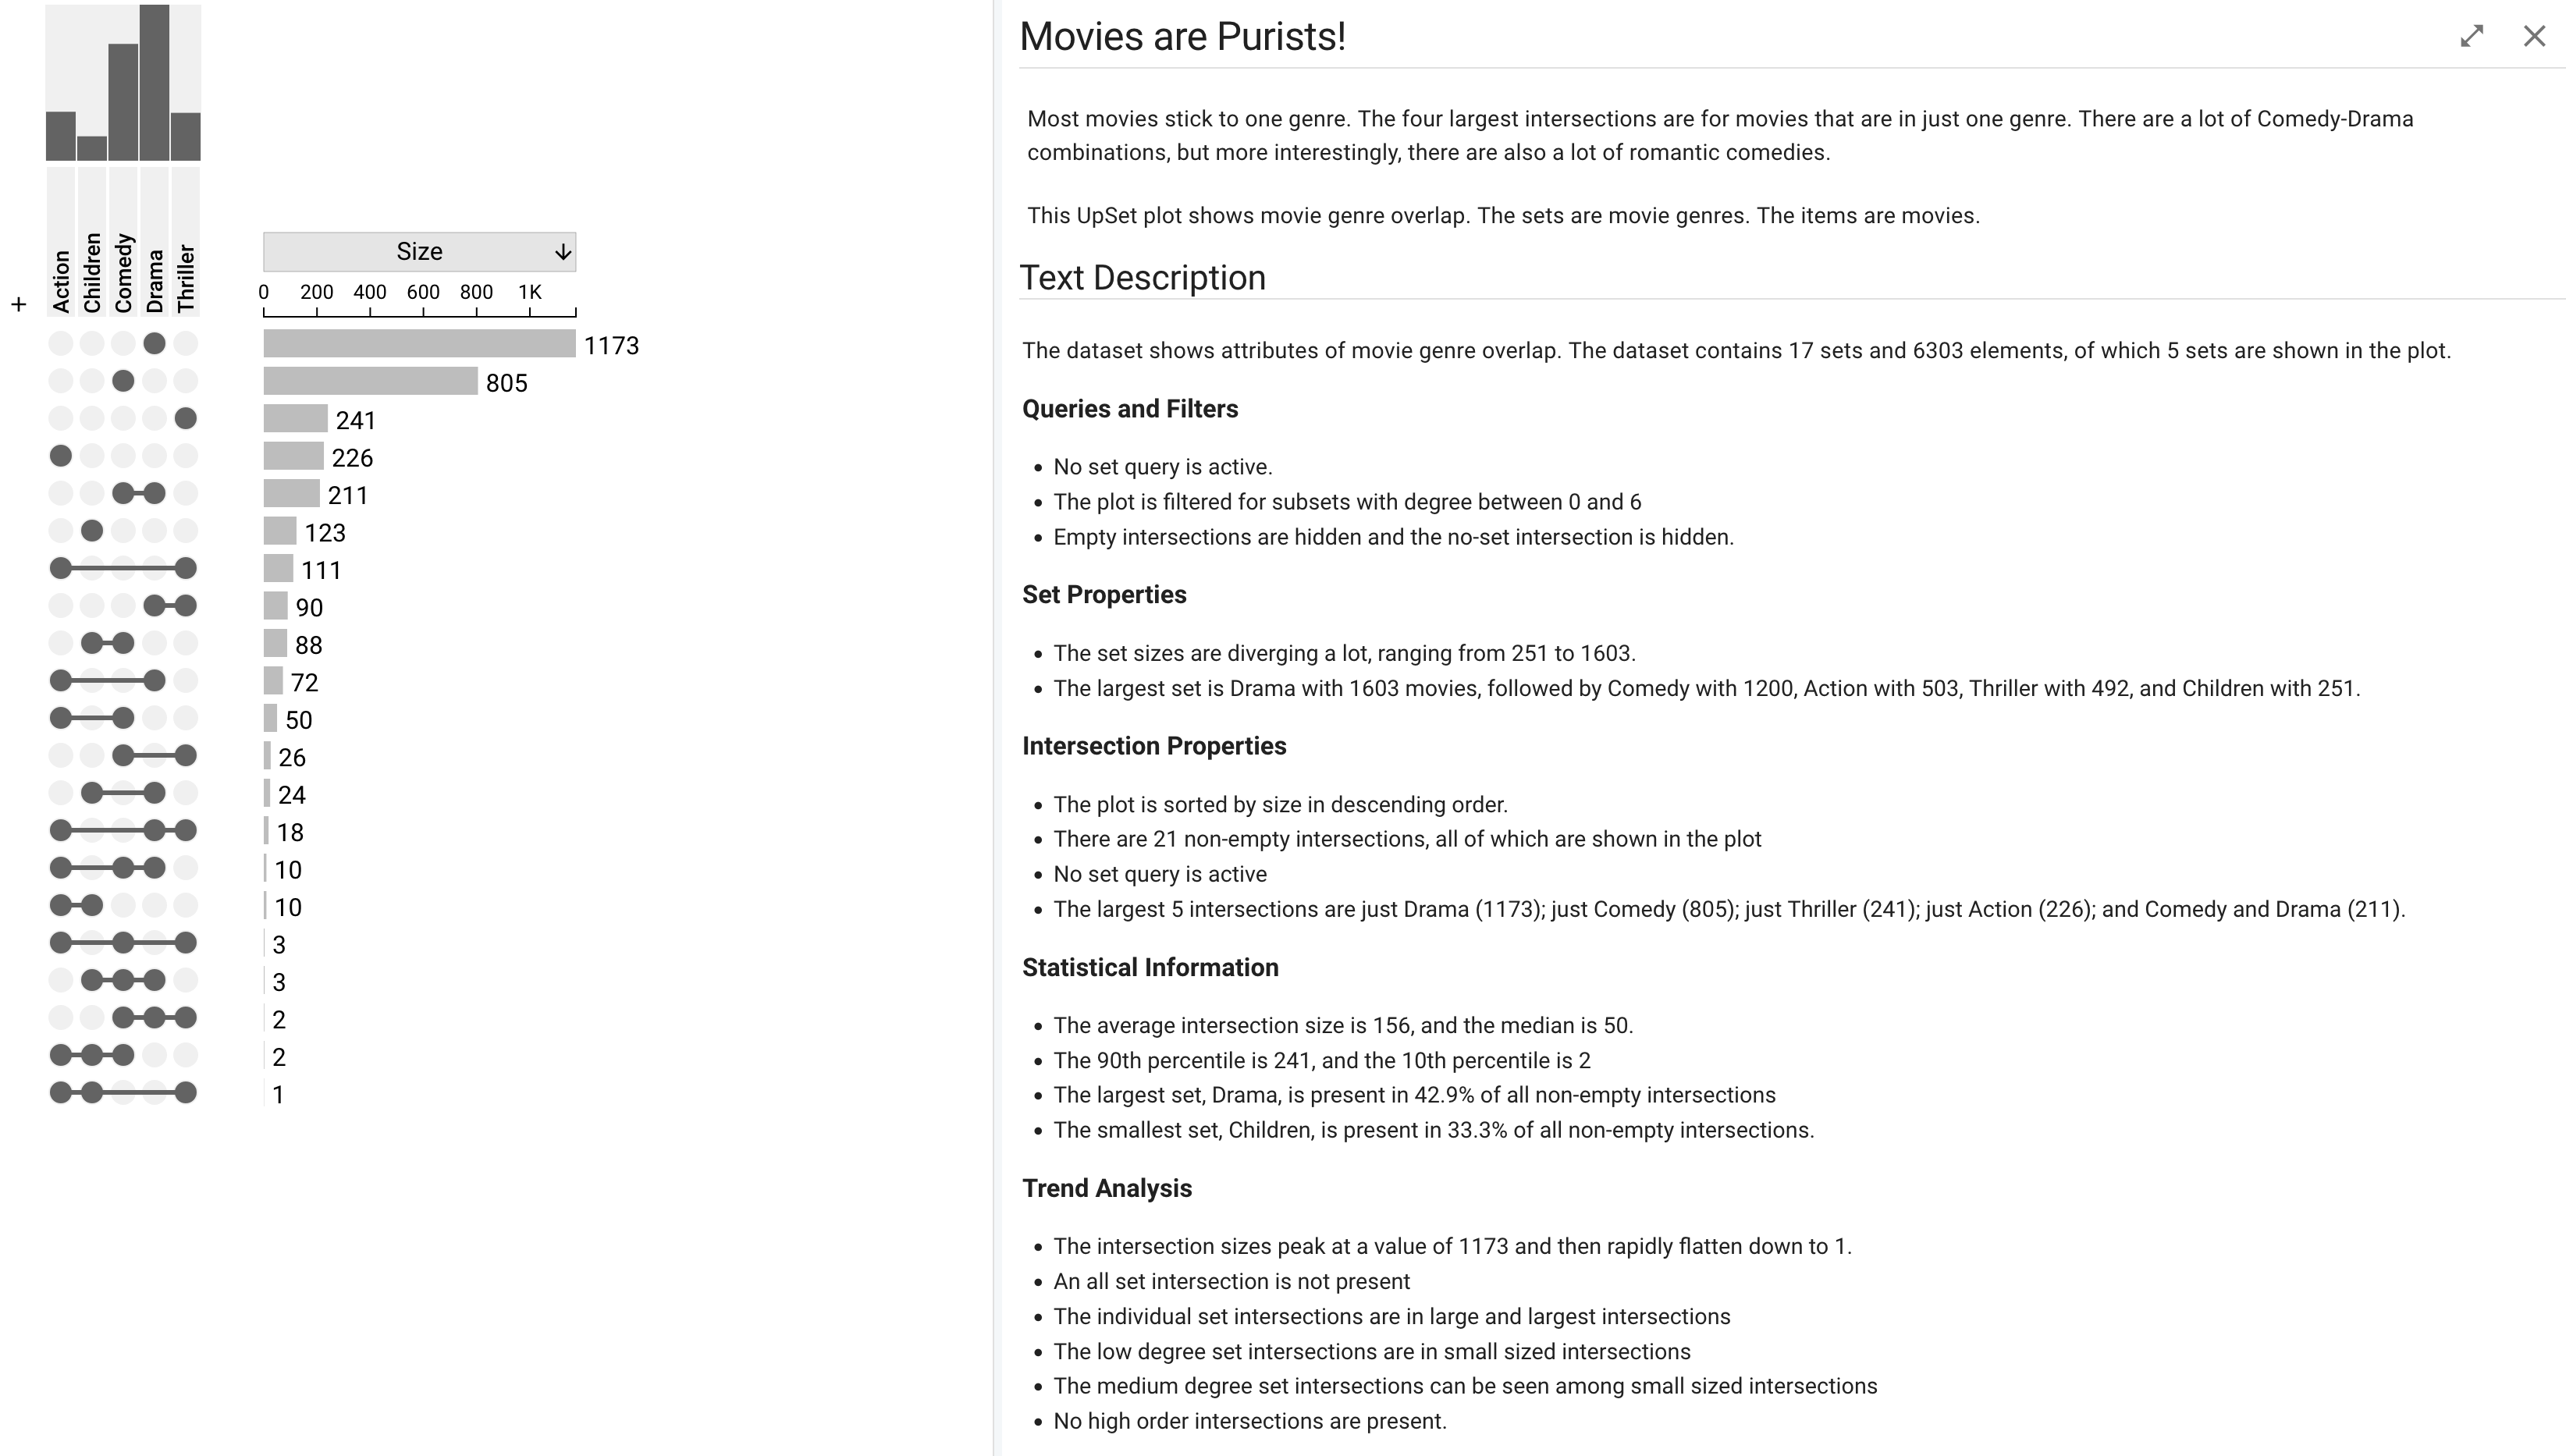 Action
Children
Comedy
Drama
Thriller
+
Size
0 200 400 600 800 1K
1173
805
241
226
211
123
111
90
88
72
50
26
24
18
10
10
3
3
2
2
1
Movies are Purists!
Most movies stick to one genre. The four largest intersections are for movies that are in just one genre. There are a lot of Comedy-Drama
combinations, but more interestingly, there are also a lot of romantic comedies.
This UpSet plot shows movie genre overlap. The sets are movie genres. The items are movies.
Text Description
The dataset shows attributes of movie genre overlap. The dataset contains 17 sets and 6303 elements, of which 5 sets are shown in the plot.
Queries and Filters
• No set query is active.
• The plot is filtered for subsets with degree between 0 and 6
• Empty intersections are hidden and the no-set intersection is hidden.
Set Properties
• The set sizes are diverging a lot, ranging from 251 to 1603.
• The largest set is Drama with 1603 movies, followed by Comedy with 1200, Action with 503, Thriller with 492, and Children with 251.
Intersection Properties
• The plot is sorted by size in descending order.
• There are 21 non-empty intersections, all of which are shown in the plot
• No set query is active
• The largest 5 intersections are just Drama (1173); just Comedy (805); just Thriller (241); just Action (226); and Comedy and Drama (211).
Statistical Information
• The average intersection size is 156, and the median is 50.
• The 90th percentile is 241, and the 10th percentile is 2
• The largest set, Drama, is present in 42.9% of all non-empty intersections
• The smallest set, Children, is present in 33.3% of all non-empty intersections.
Trend Analysis
• The intersection sizes peak at a value of 1173 and then rapidly flatten down to 1.
• An all set intersection is not present
• The individual set intersections are in large and largest intersections
• The low degree set intersections are in small sized intersections
• The medium degree set intersections can be seen among small sized intersections
• No high order intersections are present.